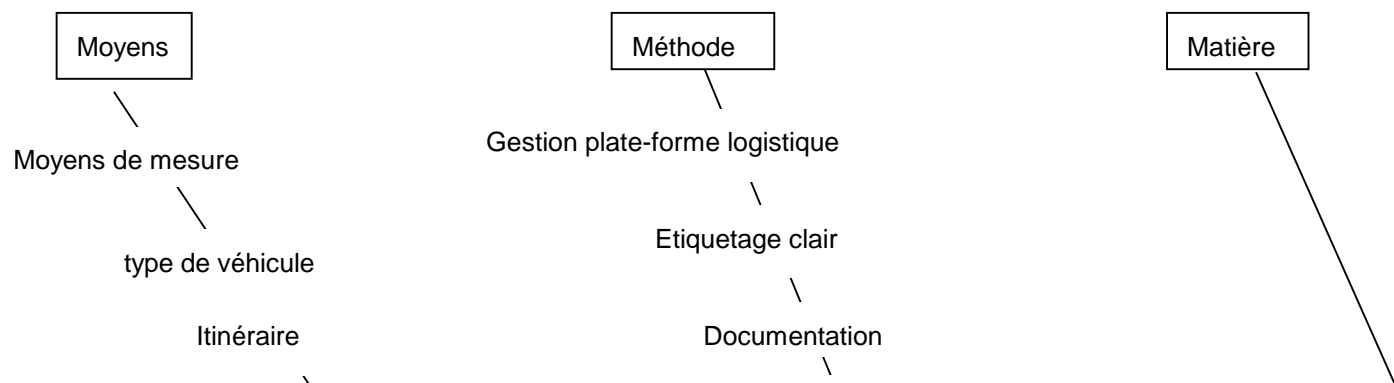 Moyens
Méthode
Matière
Gestion plate-forme logistique
Moyens de mesure
Etiquetage clair
type de véhicule
Itinéraire
Documentation